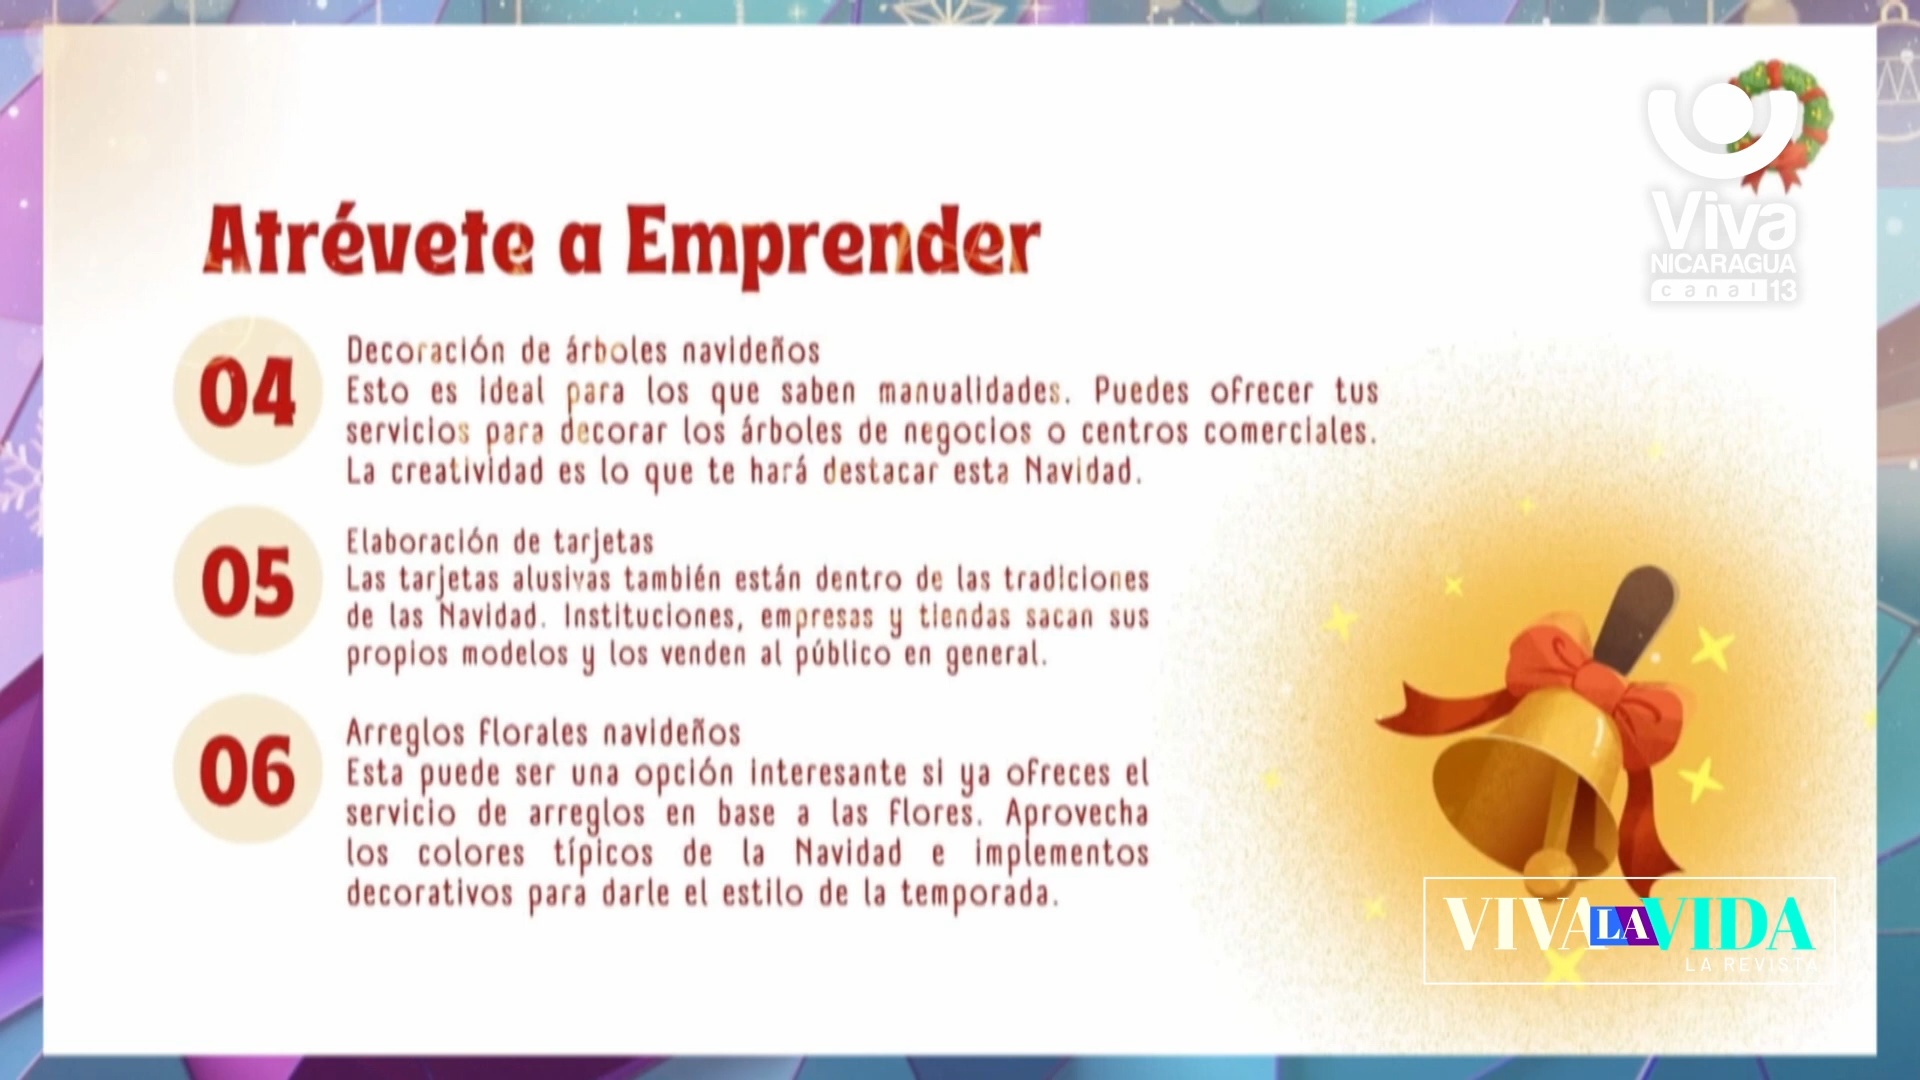 Viva
NICARAGUA
canal 13
Atrévete a Emprender
04
Decoración de árboles navideños
Esto es ideal para los que saben manualidades. Puedes ofrecer tus
servicios para decorar los árboles de negocios o centros comerciales.
La creatividad es lo que te hará destacar esta Navidad.
05
Elaboración de tarjetas
Las tarjetas alusivas también están dentro de las tradiciones
de las Navidad. Instituciones, empresas y tiendas sacan sus
propios modelos y los venden al público en general.
06
Arreglos florales navideños
Esta puede ser una opción interesante si ya ofreces el
servicio de arreglos en base a las flores. Aprovecha
los colores típicos de la Navidad e implementos
decorativos para darle el estilo de la temporada.
VIVA LA VIDA
LA REVISTA